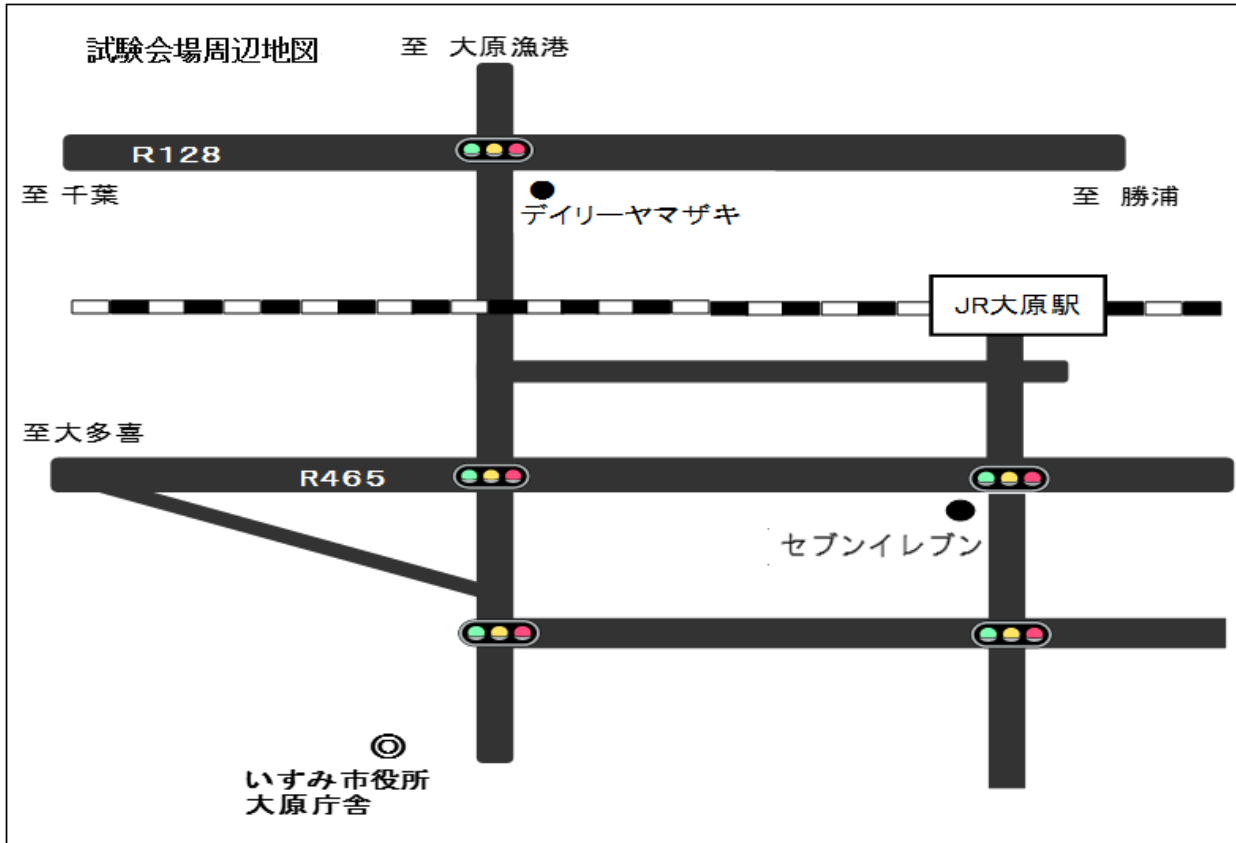 試験会場周辺地図
至 大原漁港
R128
至 千葉
至 勝浦
デイリーヤマザキ
JR大原駅
至大多喜
R465
セブンイレブン
いすみ市役所
大原庁舎